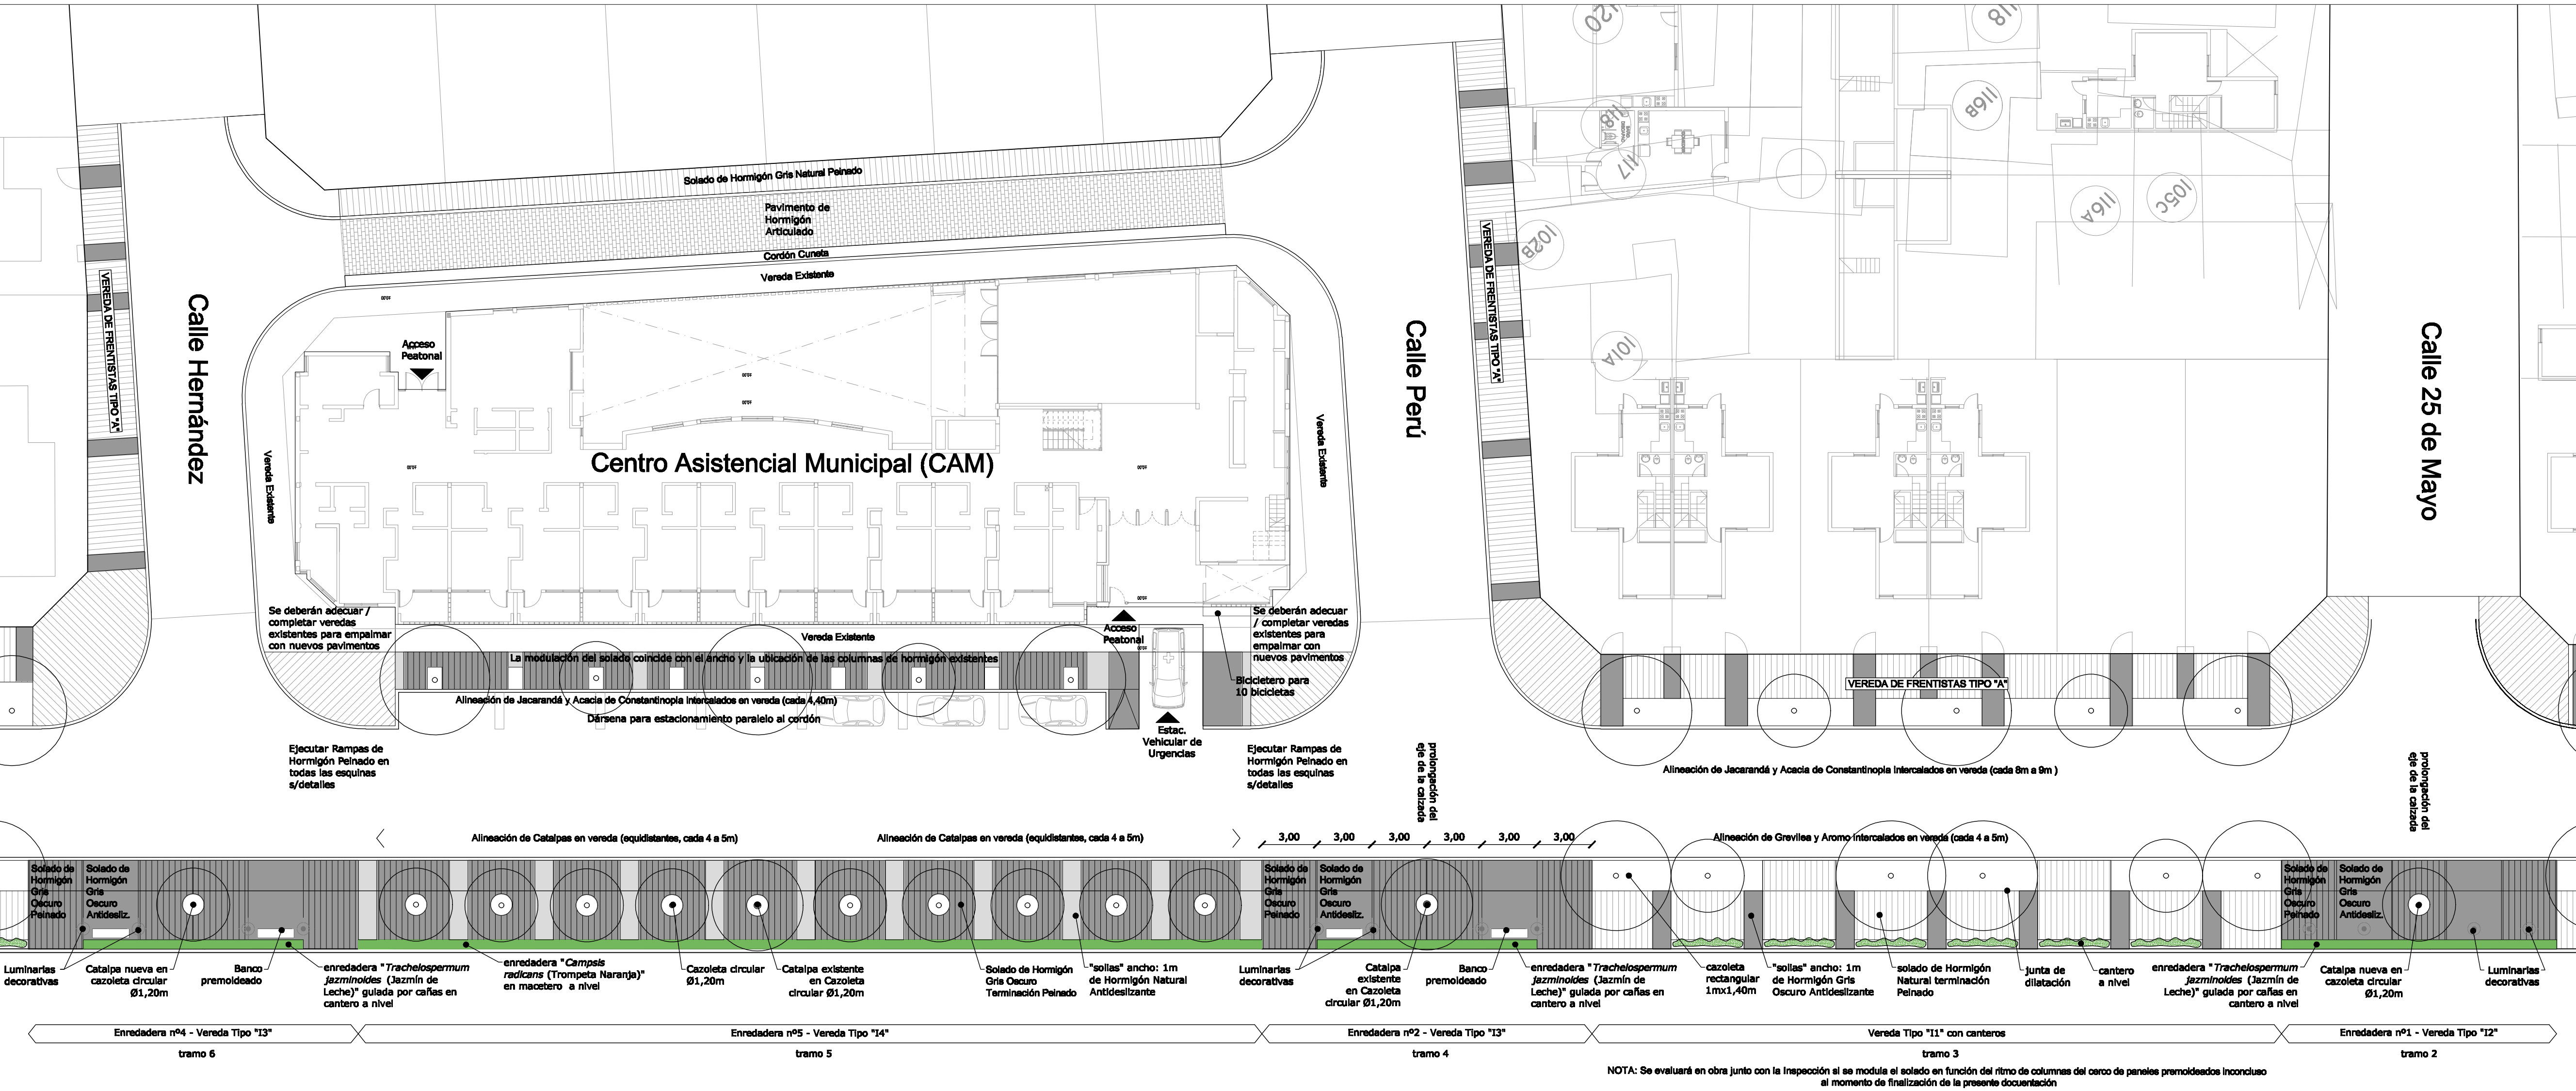 120
118
116B
118
117
105C
116A
102B
101A
Solado de Hormigón Gris Natural Peinado
Pavimento de
Hormigón
Articulado
Cordón Cuneta
Vereda Existente
VEREDA DE FRENTISTAS TIPO "A"
Calle Hernández
Vereda Existente
Acceso
Peatonal
Centro Asistencial Municipal (CAM)
Vereda Existente
Calle Perú
VEREDA DE FRENTISTAS TIPO "A"
Calle 25 de Mayo
Se deberán adecuar /
completar veredas
existentes para empalmar
con nuevos pavimentos
Vereda Existente
La modulación del solado coincide con el ancho y la ubicación de las columnas de hormigón existentes
Alineación de Jacarandá y Acacia de Constantinopla intercalados en vereda (cada 4,40m)
Dársena para estacionamiento paralelo al cordón
Acceso
Peatonal
Estac.
Vehicular de
Urgencias
Se deberán adecuar
/ completar veredas
existentes para
empalmar con
nuevos pavimentos
Bicicletero para
10 bicicletas
VEREDA DE FRENTISTAS TIPO "A"
Ejecutar Rampas de
Hormigón Peinado en
todas las esquinas
s/detalles
Ejecutar Rampas de
Hormigón Peinado en
todas las esquinas
s/detalles
prolongación del
eje de la calzada
Alineación de Jacarandá y Acacia de Constantinopla intercalados en vereda (cada 8m a 9m )
prolongación del
eje de la calzada
Alineación de Catalpas en vereda (equidistantes, cada 4 a 5m)
Alineación de Catalpas en vereda (equidistantes, cada 4 a 5m)
3,00 3,00 3,00 3,00 3,00 3,00
Alineación de Grevilea y Aromo intercalados en vereda (cada 4 a 5m)
Solado de
Hormigón
Gris
Oscuro
Peinado
Solado de
Hormigón
Gris
Oscuro
Antidesliz.
Solado de
Hormigón
Gris
Oscuro
Peinado
Solado de
Hormigón
Gris
Oscuro
Antidesliz.
Solado de
Hormigón
Gris
Oscuro
Peinado
Solado de
Hormigón
Gris
Oscuro
Antidesliz.
Luminarias
decorativas
Catalpa nueva en
cazoleta circular
Ø1,20m
Banco
premoldeado
enredadera "Trachelospermum
jazminoides (Jazmín de
Leche)" guiada por cañas en
cantero a nivel
enredadera "Campsis
radicans (Trompeta Naranja)"
en macetero a nivel
Cazoleta circular
Ø1,20m
Catalpa existente
en Cazoleta
circular Ø1,20m
Solado de Hormigón
Gris Oscuro
Terminación Peinado
"solias" ancho: 1m
de Hormigón Natural
Antideslizante
Luminarias
decorativas
Catalpa
existente
en Cazoleta
circular Ø1,20m
Banco
premoldeado
enredadera "Trachelospermum
jazminoides (Jazmín de
Leche)" guiada por cañas en
cantero a nivel
cazoleta
rectangular
1mx1,40m
"solias" ancho: 1m
de Hormigón Gris
Oscuro Antideslizante
solado de Hormigón
Natural terminación
Peinado
junta de
dilatación
cantero
a nivel
enredadera "Trachelospermum
jazminoides (Jazmín de
Leche)" guiada por cañas en
cantero a nivel
Catalpa nueva en
cazoleta circular
Ø1,20m
Luminarias
decorativas
Enredadera nº4 - Vereda Tipo "I3"
Enredadera nº5 - Vereda Tipo "I4"
Enredadera nº2 - Vereda Tipo "I3"
Vereda Tipo "I1" con canteros
Enredadera nº1 - Vereda Tipo "I2"
tramo 6
tramo 5
tramo 4
tramo 3
tramo 2
NOTA: Se evaluará en obra junto con la Inspección si se modula el solado en función del ritmo de columnas del cerco de paneles premoldeados inconcluso
al momento de finalización de la presente docuentación